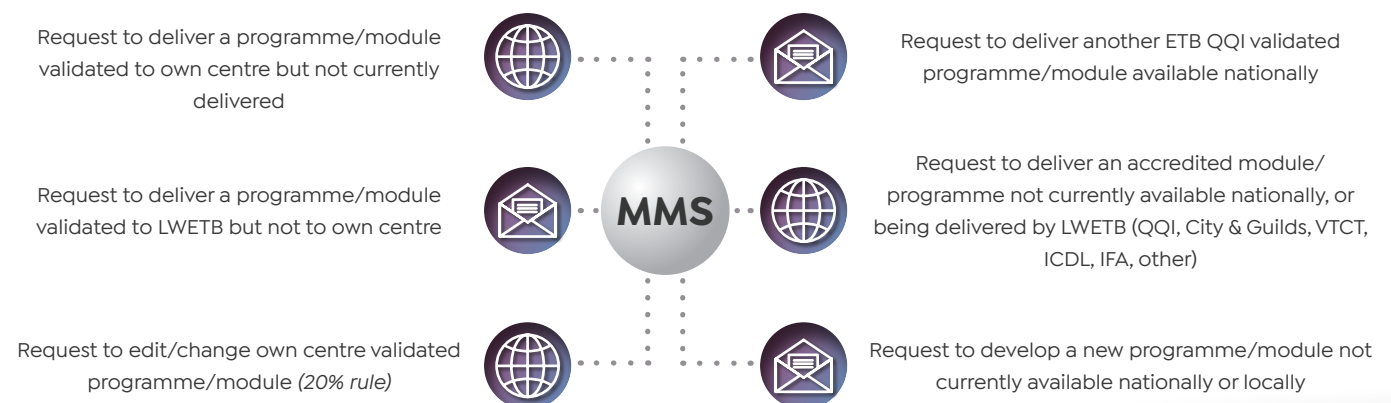 Request to deliver a programme/module
validated to own centre but not currently
delivered
Request to deliver another ETB QQI validated
programme/module available nationally
Request to deliver a programme/module
validated to LWETB but not to own centre
MMS
Request to deliver an accredited module/
programme not currently available nationally, or
being delivered by LWETB (QQI, City & Guilds, VTCT,
ICDL, IFA, other)
Request to edit/change own centre validated
programme/module (20% rule)
Request to develop a new programme/module not
currently available nationally or locally